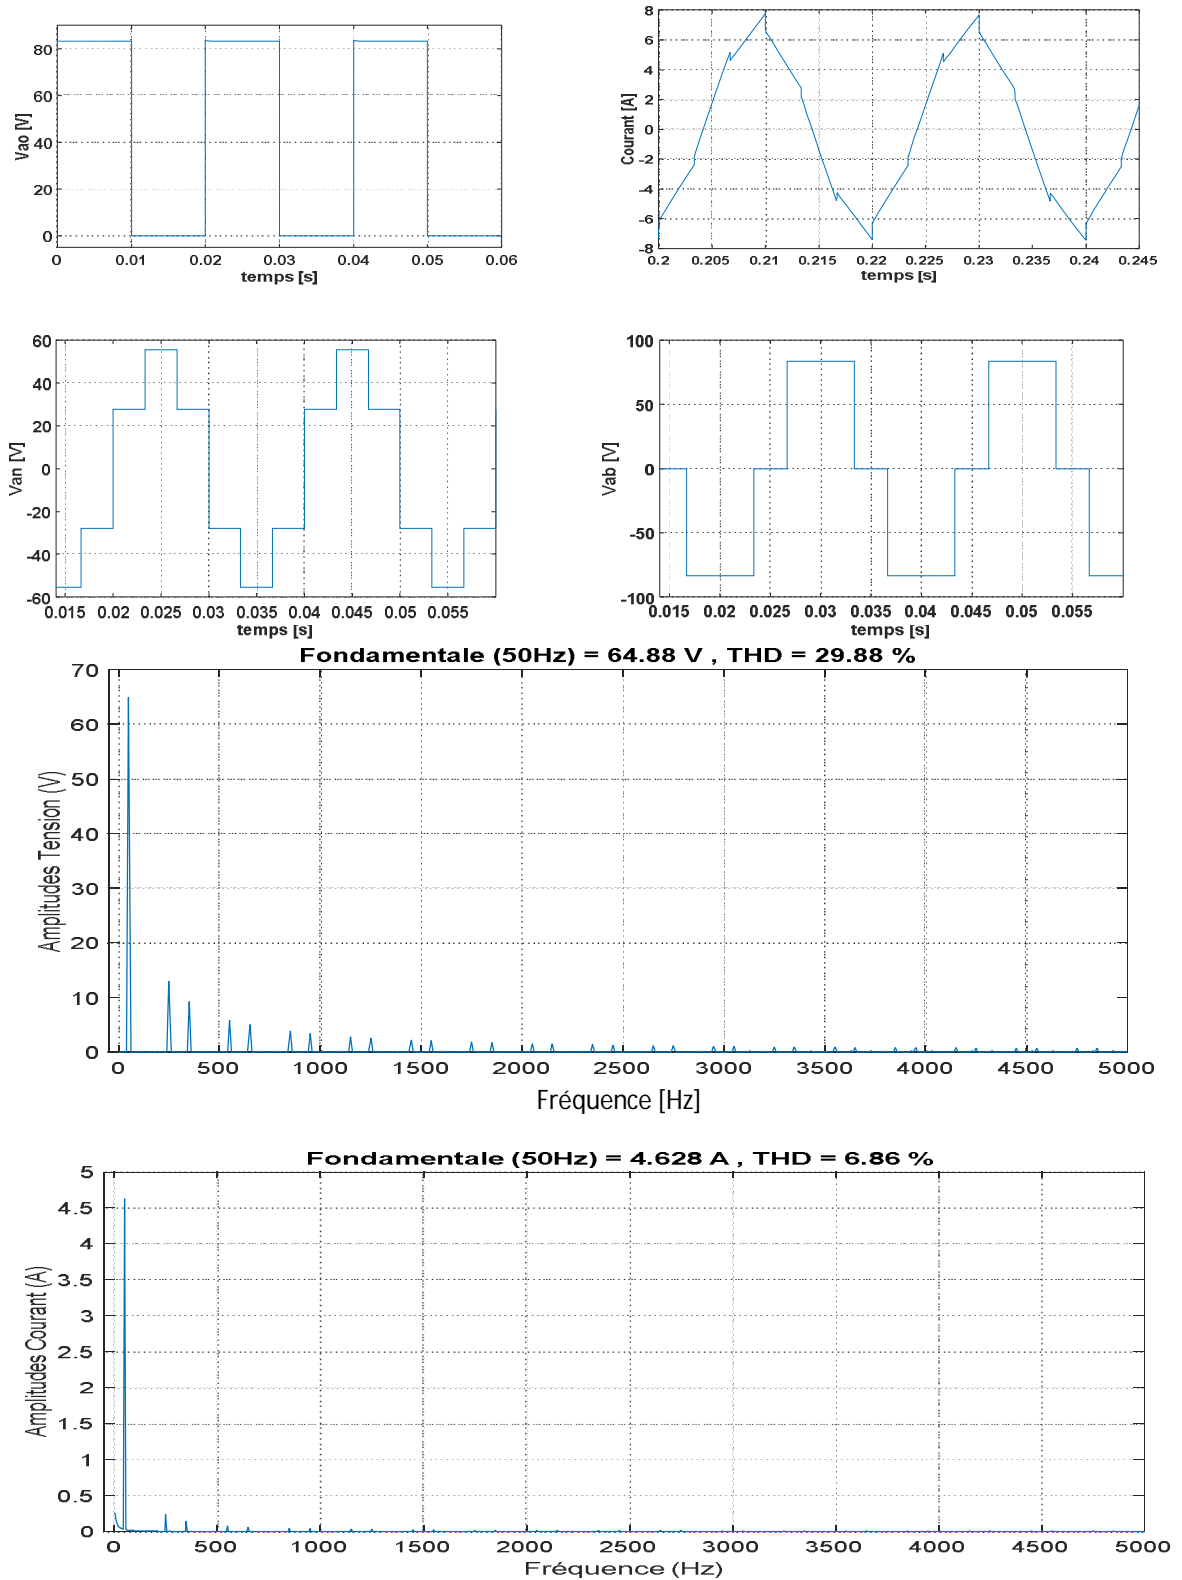 80
60
40
20
0
Vao [V]
0 0.01 0.02 0.03 0.04 0.05 0.06
temps [s]
8
6
4
2
0
-2
-4
-6
-8
Courant [A]
0.2 0.205 0.21 0.215 0.22 0.225 0.23 0.235 0.24 0.245
temps [s]
60
40
20
0
-20
-40
-60
Van [V]
0.015 0.02 0.025 0.03 0.035 0.04 0.045 0.05 0.055
temps [s]
100
50
0
-50
-100
Vab [V]
0.015 0.02 0.025 0.03 0.035 0.04 0.045 0.05 0.055
temps [s]
Fondamentale (50Hz) = 64.88 V , THD = 29.88 %
70
60
50
40
30
20
10
0
Amplitudes Tension (V)
0 500 1000 1500 2000 2500 3000 3500 4000 4500 5000
Fréquence [Hz]
Fondamentale (50Hz) = 4.628 A , THD = 6.86 %
5
4.5
4
3.5
3
2.5
2
1.5
1
0.5
0
Amplitudes Courant (A)
0 500 1000 1500 2000 2500 3000 3500 4000 4500 5000
Fréquence (Hz)